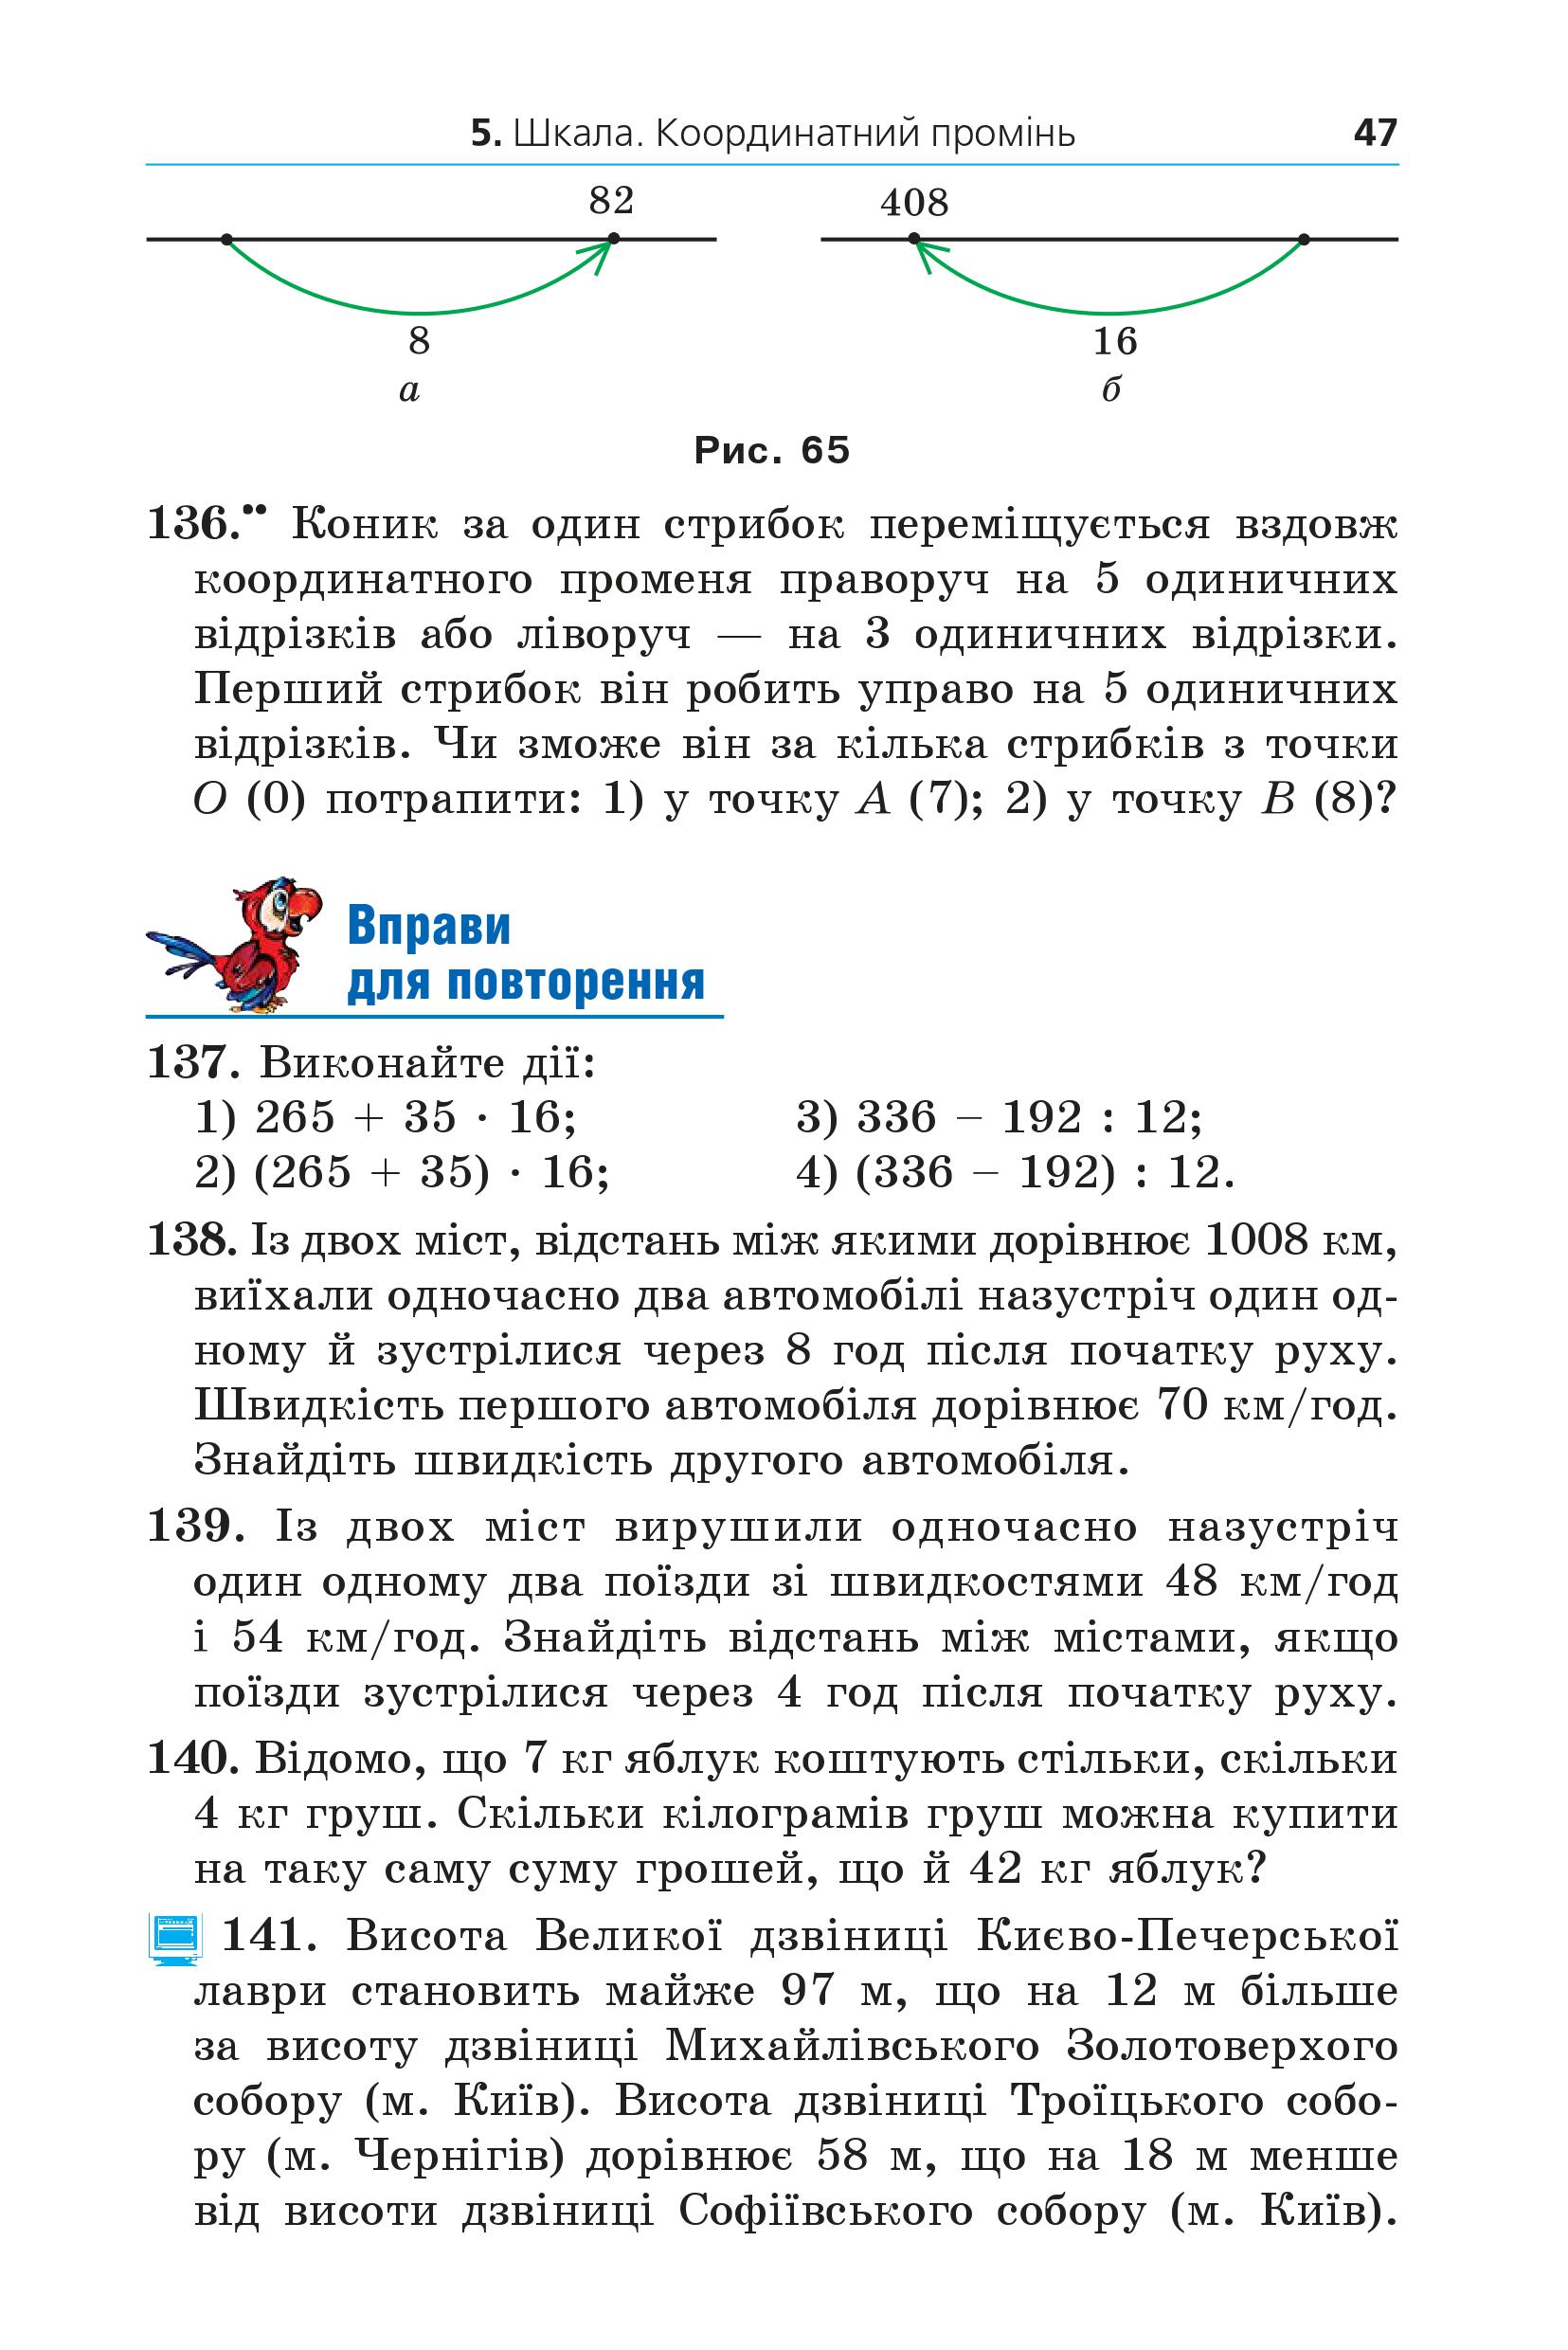 5. Шкала. Координатний промінь 47
82 408
8 16
а б
Рис. 65
136.•• Коник за один стрибок переміщується вздовж
координатного променя праворуч на 5 одиничних
відрізків або ліворуч — на 3 одиничних відрізки.
Перший стрибок він робить управо на 5 одиничних
відрізків. Чи зможе він за кілька стрибків з точки
O (0) потрапити: 1) у точку A (7); 2) у точку B (8)?
Вправи
для повторення
137. Виконайте дії:
1) 265 + 35 · 16; 3) 336 – 192 : 12;
2) (265 + 35) · 16; 4) (336 – 192) : 12.
138. Із двох міст, відстань між якими дорівнює 1008 км,
виїхали одночасно два автомобілі назустріч один од-
ному й зустрілися через 8 год після початку руху.
Швидкість першого автомобіля дорівнює 70 км/год.
Знайдіть швидкість другого автомобіля.
139. Із двох міст вирушили одночасно назустріч
один одному два поїзди зі швидкостями 48 км/год
і 54 км/год. Знайдіть відстань між містами, якщо
поїзди зустрілися через 4 год після початку руху.
140. Відомо, що 7 кг яблук коштують стільки, скільки
4 кг груш. Скільки кілограмів груш можна купити
на таку саму суму грошей, що й 42 кг яблук?
141. Висота Великої дзвіниці Києво-Печерської
лаври становить майже 97 м, що на 12 м більше
за висоту дзвіниці Михайлівського Золотоверхого
собору (м. Київ). Висота дзвіниці Троїцького собо-
ру (м. Чернігів) дорівнює 58 м, що на 18 м менше
від висоти дзвіниці Софіївського собору (м. Київ).